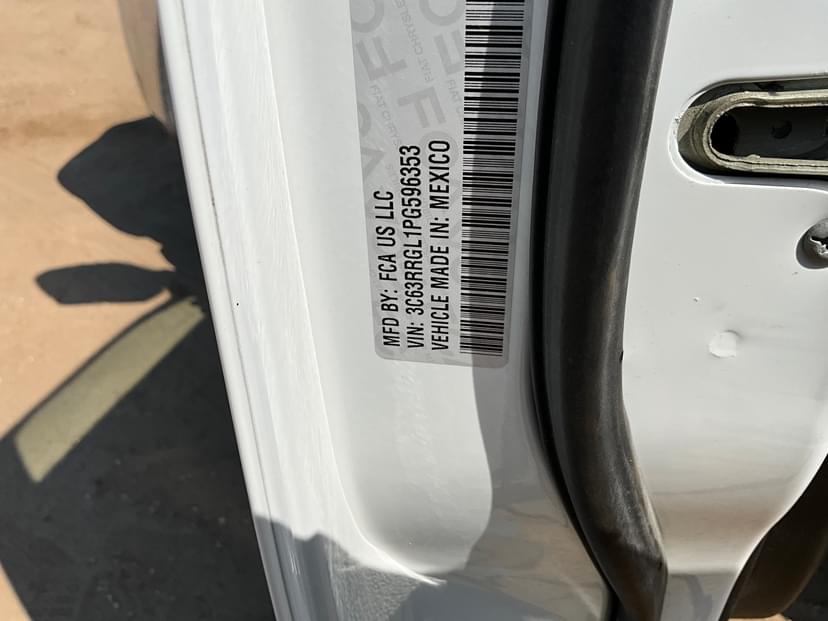 MFD BY: FCA US LLC
VIN: 3C63RRGL1PG596353
VEHICLE MADE IN: MEXICO